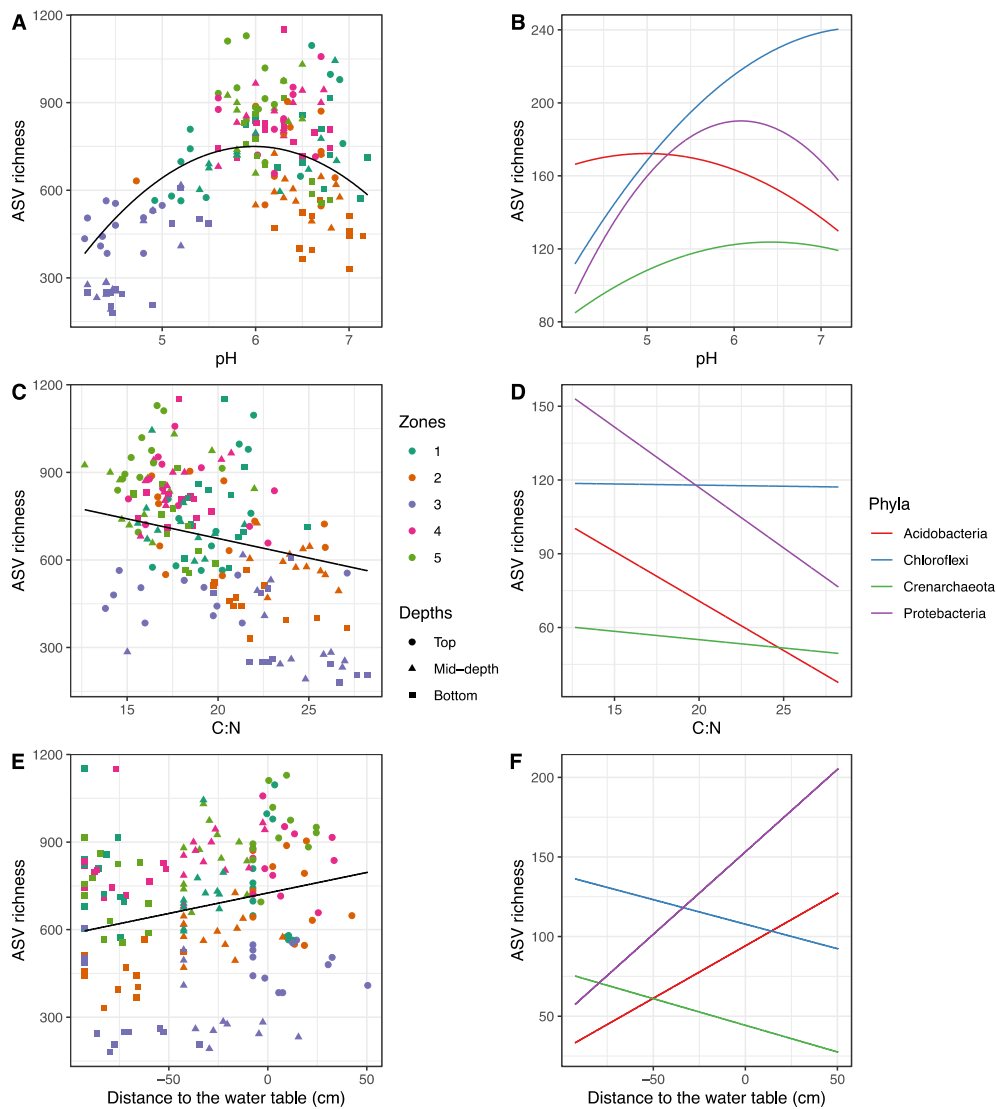 A
1200
900
600
300
ASV richness
5
6
7
pH
B
240
200
160
120
80
ASV richness
5
6
7
pH
C
1200
900
600
300
ASV richness
15
20
25
C:N
Zones
1
2
3
4
5
Depths
Top
Mid−depth
Bottom
D
150
120
90
60
ASV richness
15
20
25
C:N
Phyla
Acidobacteria
Chloroflexi
Crenarchaeota
Protebacteria
E
1200
900
600
300
ASV richness
−50
0
50
Distance to the water table (cm)
F
200
150
100
50
ASV richness
−50
0
50
Distance to the water table (cm)